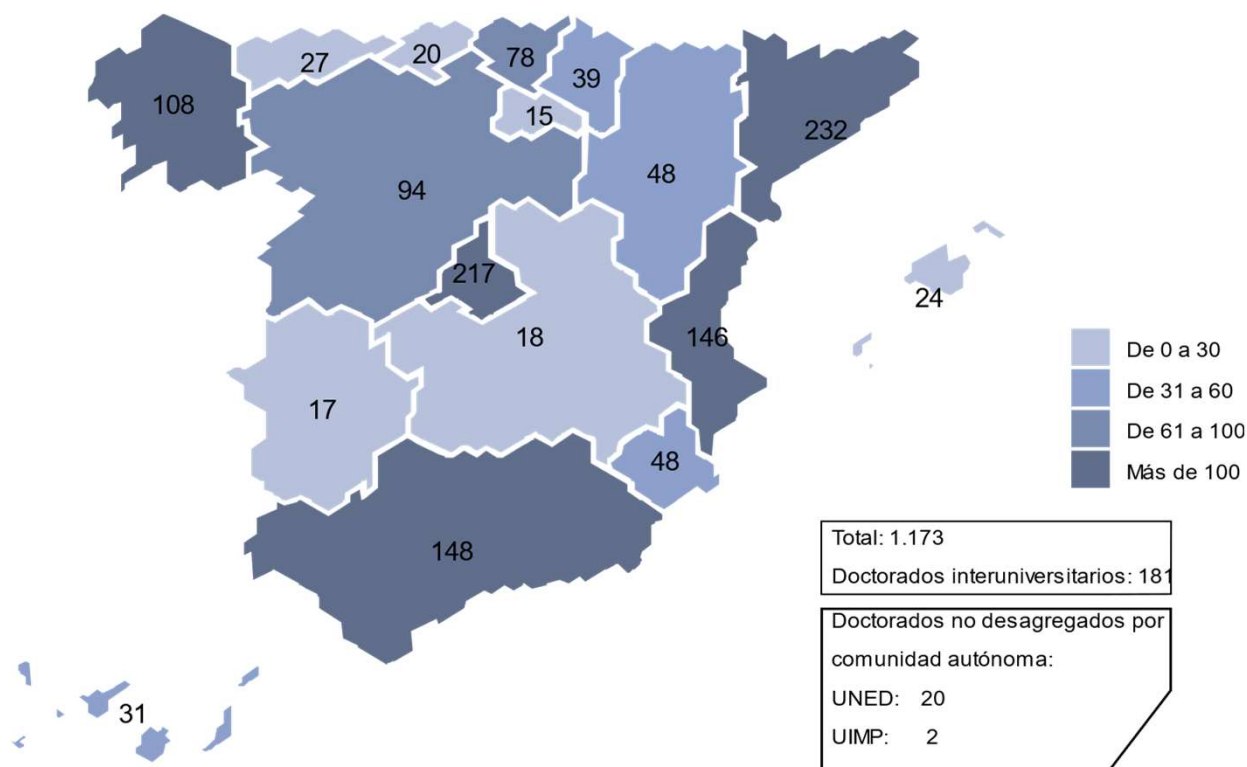 27
20
78
39
108
15
232
48
94
217
24
18
146
17
48
148
31
De 0 a 30
De 31 a 60
De 61 a 100
Más de 100
Total: 1.173
Doctorados interuniversitarios: 181
Doctorados no desagregados por
comunidad autónoma:
UNED: 20
UIMP: 2